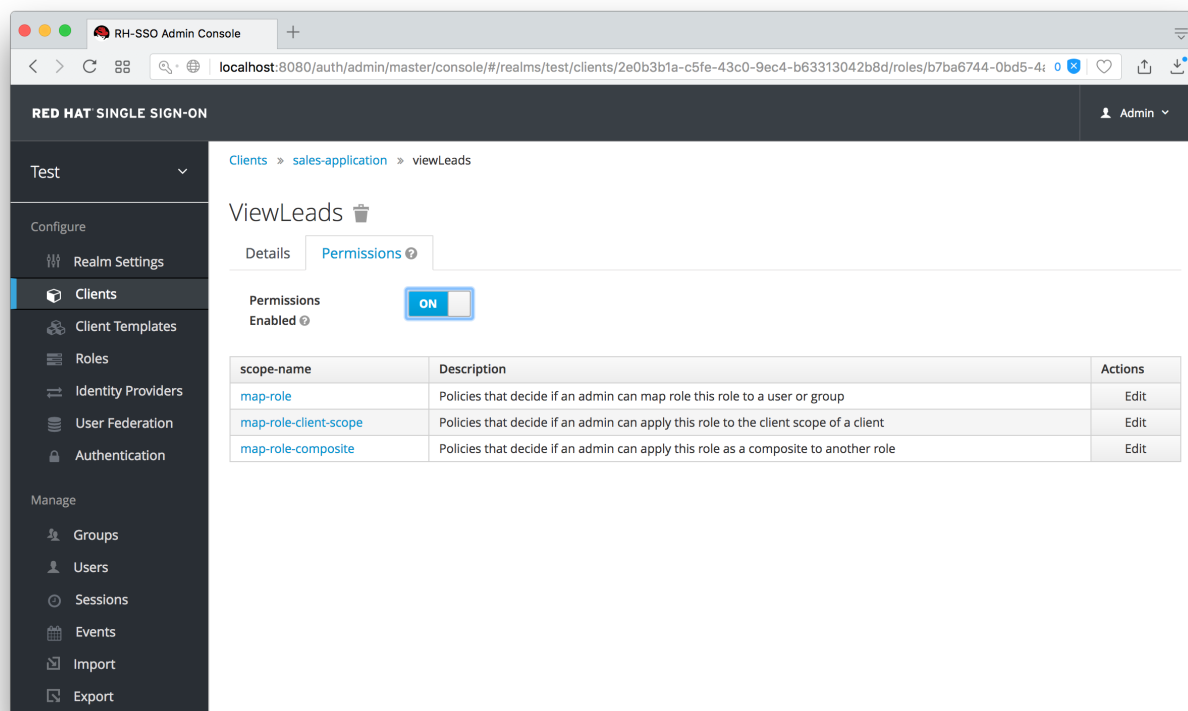 RH-SSO Admin Console
localhost:8080/auth/admin/master/console/#/realms/test/clients/2e0b3b1a-c5fe-43c0-9ec4-b63313042b8d/roles/b7ba6744-0bd5-4a 0
RED HAT SINGLE SIGN-ON
Admin
Test
Clients » sales-application » viewLeads
ViewLeads
Configure
Details Permissions
Realm Settings
Clients
Permissions
Enabled
ON
Client Templates
Roles
Identity Providers
User Federation
Authentication
scope-name Description Actions
map-role Policies that decide if an admin can map role this role to a user or group Edit
map-role-client-scope Policies that decide if an admin can apply this role to the client scope of a client Edit
map-role-composite Policies that decide if an admin can apply this role as a composite to another role Edit
Manage
Groups
Users
Sessions
Events
Import
Export